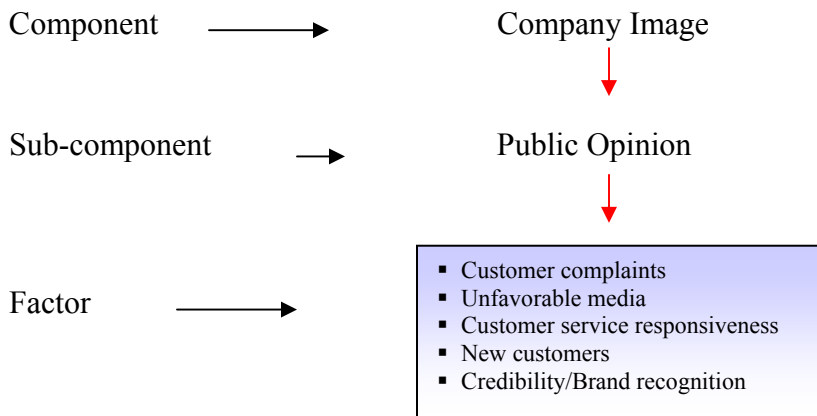 Component Company Image
Sub-component Public Opinion
Factor
▪ Customer complaints
▪ Unfavorable media
▪ Customer service responsiveness
▪ New customers
▪ Credibility/Brand recognition